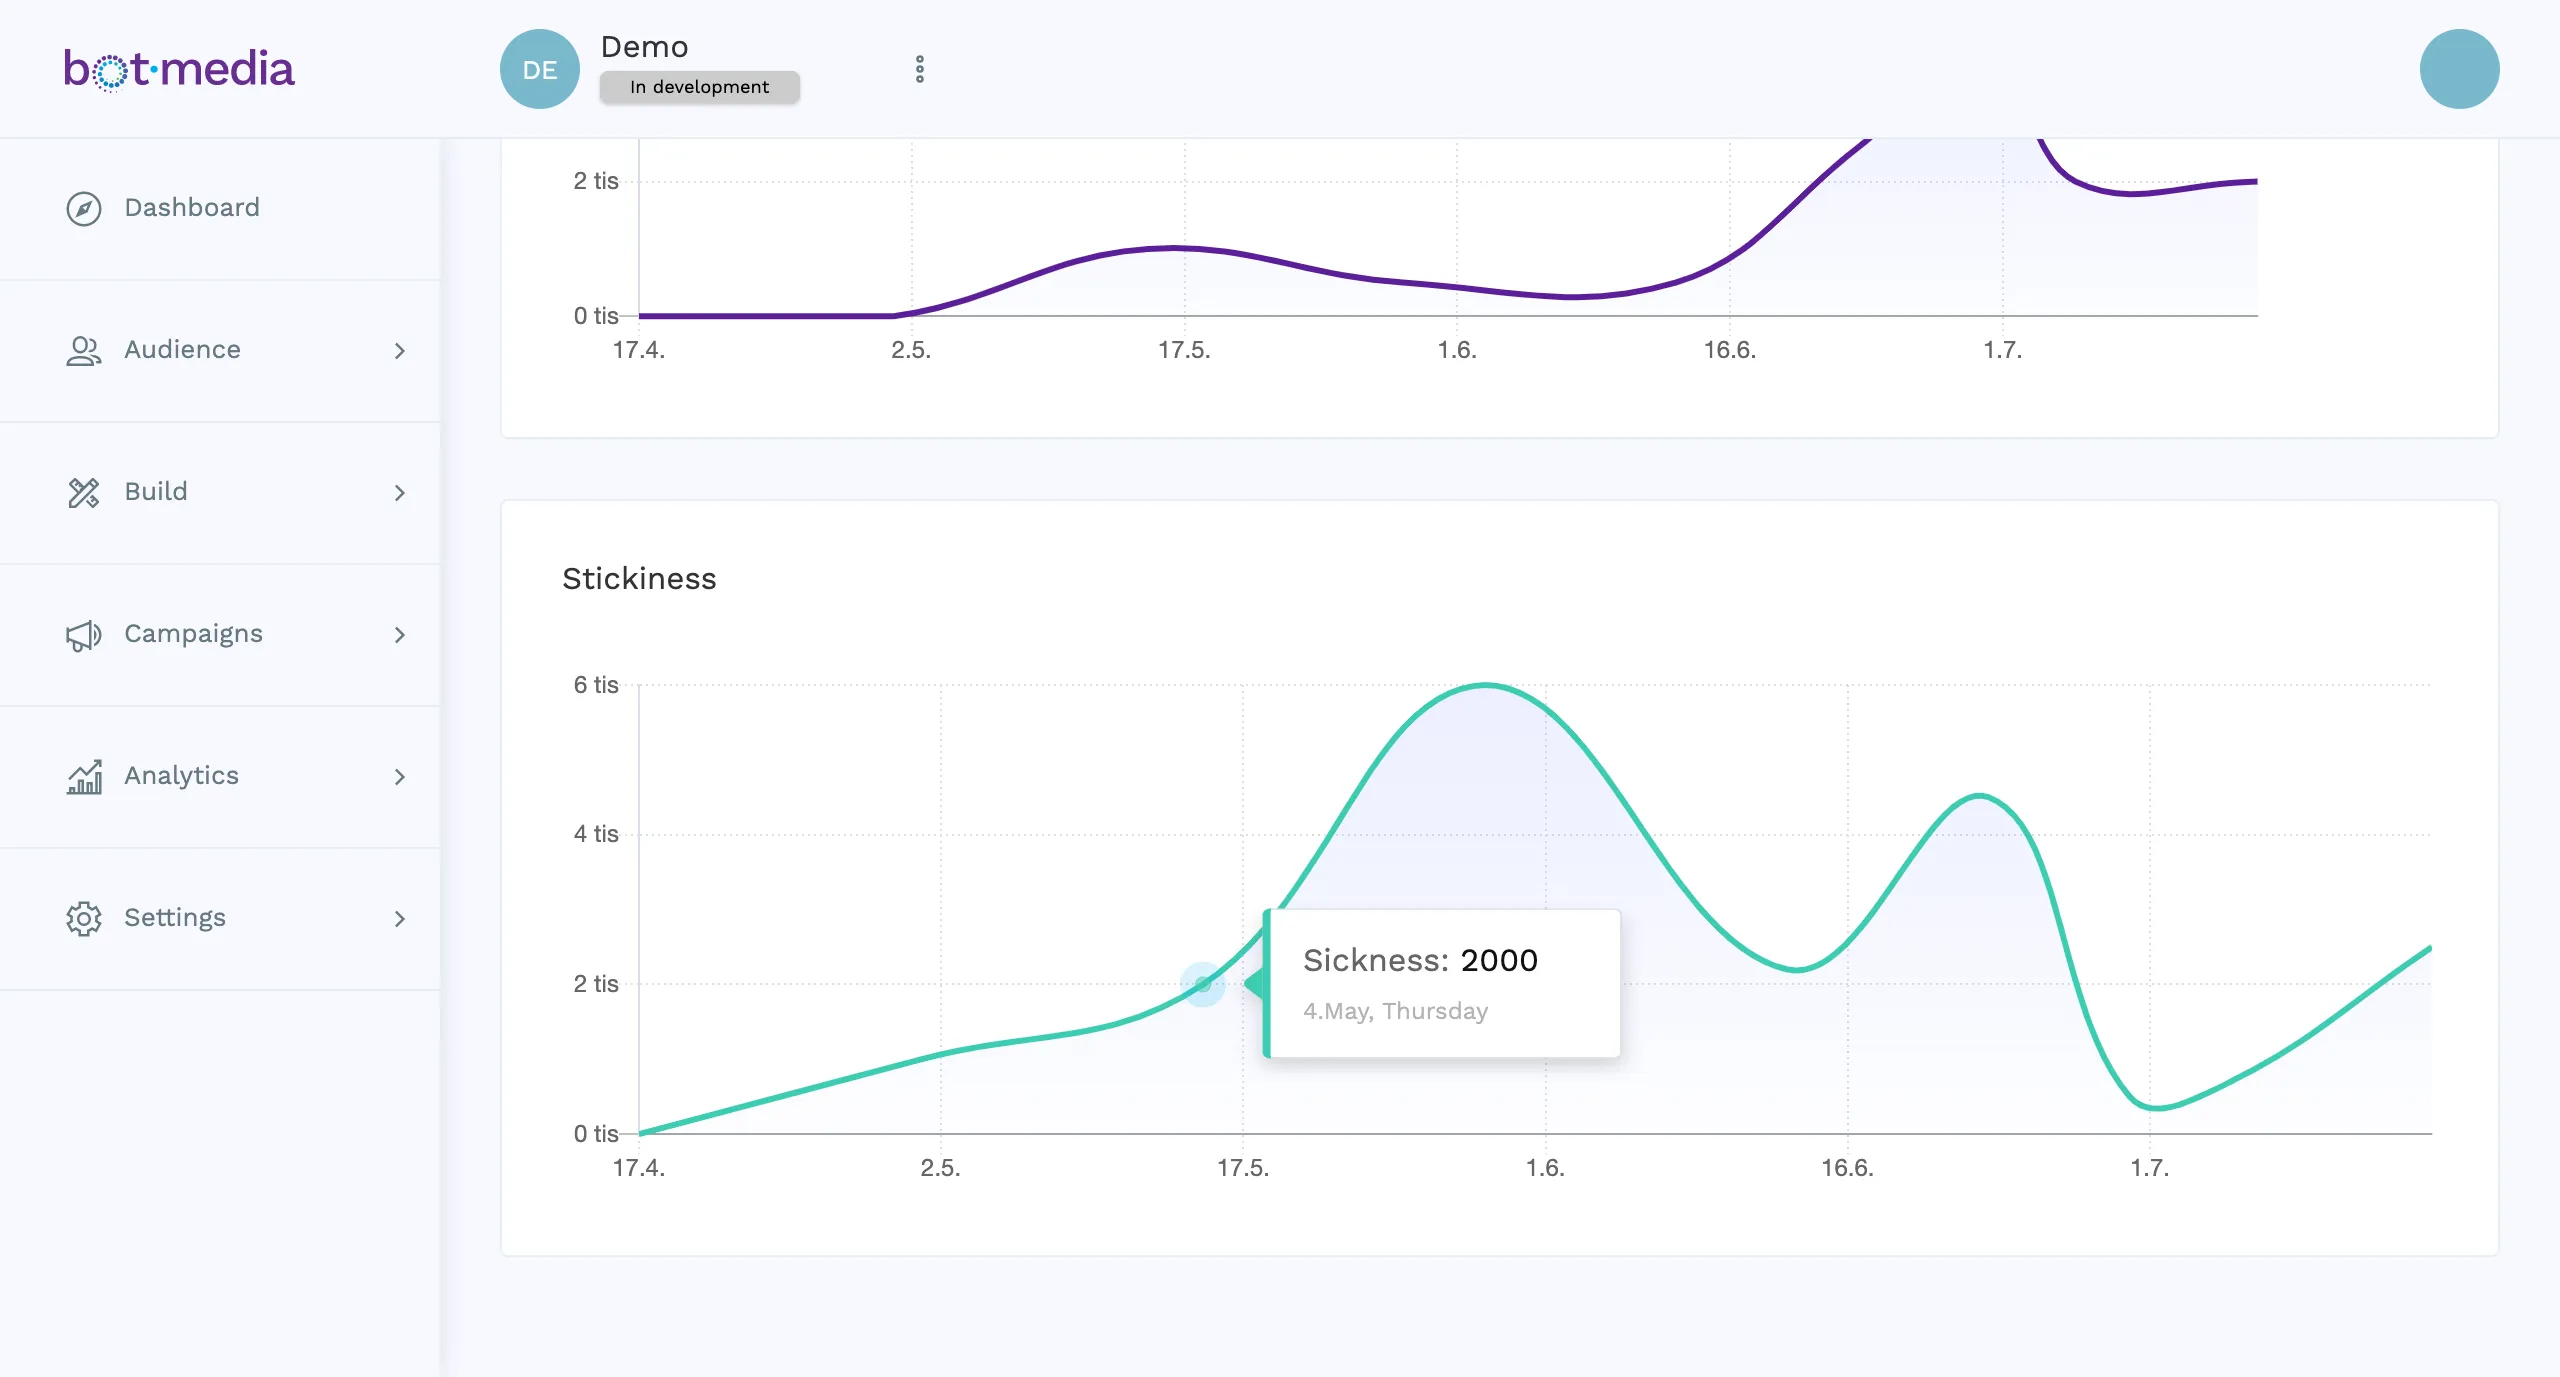 bot·media
DE
Demo
In development
Dashboard
Audience
Build
Campaigns
Analytics
Settings
2 tis
0 tis
17.4. 2.5. 17.5. 1.6. 16.6. 1.7.
Stickiness
6 tis
4 tis
2 tis
0 tis
Sickness: 2000
4.May, Thursday
17.4. 2.5. 17.5. 1.6. 16.6. 1.7.